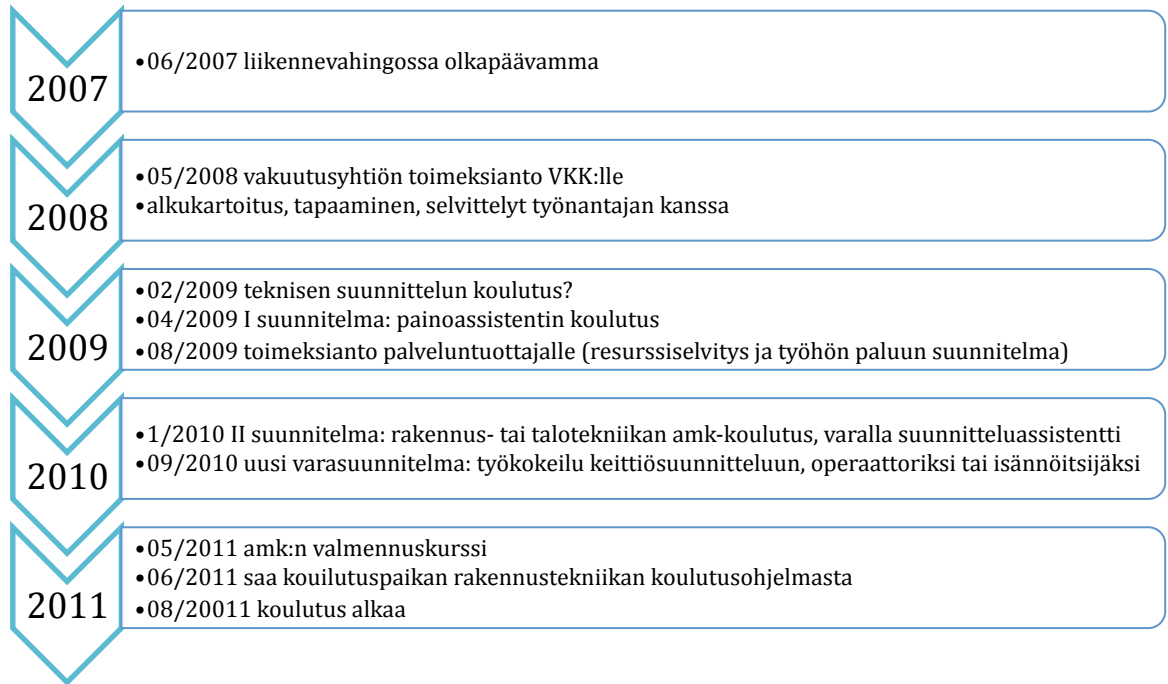 2007
•06/2007 liikennevahingossa olkapäävamma
2008
•05/2008 vakuutusyhtiön toimeksianto VKK:lle
•alkukartoitus, tapaaminen, selvittelyt työnantajan kanssa
2009
•02/2009 teknisen suunnittelun koulutus?
•04/2009 I suunnitelma: painoassistentin koulutus
•08/2009 toimeksianto palveluntuottajalle (resurssiselvitys ja työhön paluun suunnitelma)
2010
•1/2010 II suunnitelma: rakennus- tai talotekniikan amk-koulutus, varalla suunnitteluassistentti
•09/2010 uusi varasuunnitelma: työkokeilu keittiösuunnitteluun, operaattoriksi tai isännöitsijäksi
2011
•05/2011 amk:n valmennuskurssi
•06/2011 saa kouilutuspaikan rakennustekniikan koulutusohjelmasta
•08/20011 koulutus alkaa